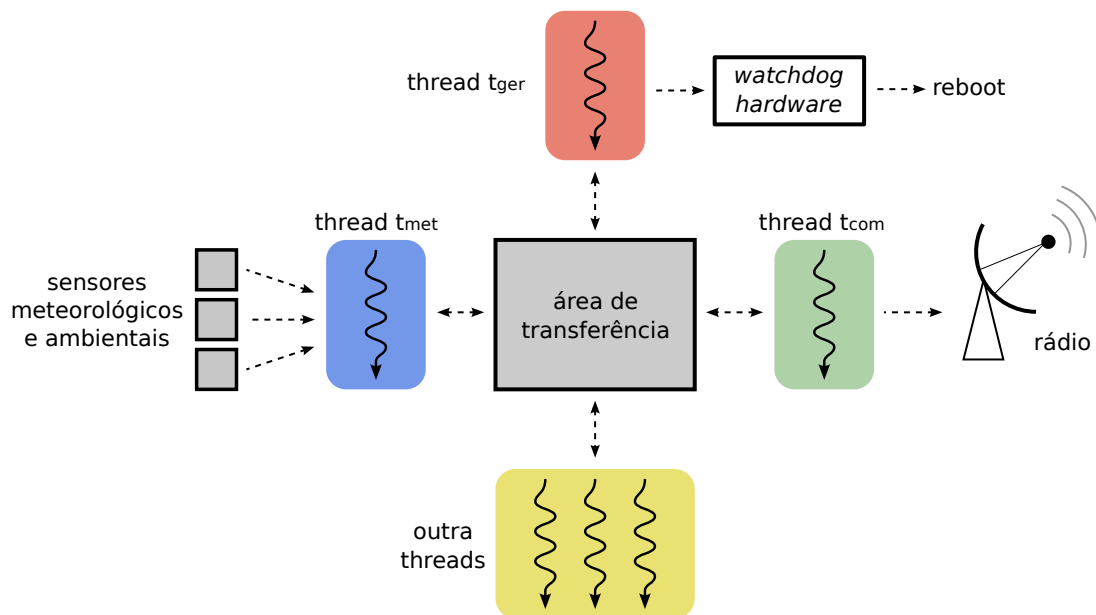 thread tger
watchdog
hardware
reboot
thread tmet
thread tcom
sensores
meteorológicos
e ambientais
área de
transferência
rádio
outra
threads